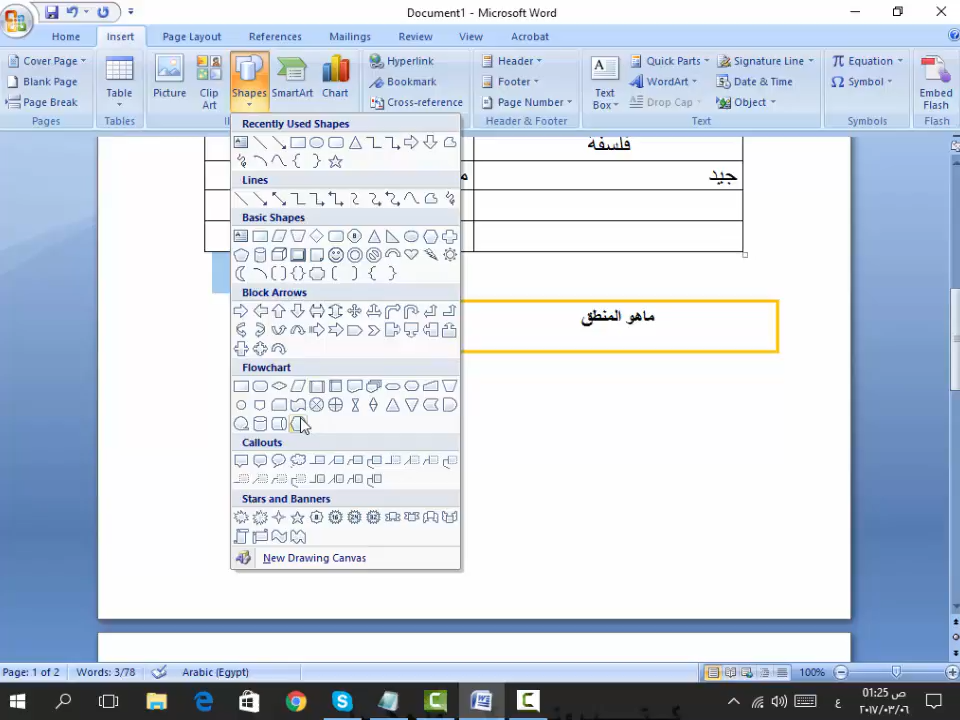 Document1 - Microsoft Word
Home Insert Page Layout References Mailings Review View Acrobat
Cover Page
Blank Page
Page Break
Pages
Table
Tables
Picture
Clip Art
Shapes
SmartArt
Chart
Hyperlink
Bookmark
Cross-reference
Header
Footer
Page Number
Header & Footer
Text Box
Quick Parts
WordArt
Drop Cap
Signature Line
Date & Time
Object
Text
Equation
Symbol
Symbols
Embed Flash
Flash
Recently Used Shapes
Lines
Basic Shapes
Block Arrows
Flowchart
Callouts
Stars and Banners
New Drawing Canvas
فلسفة
جيد
ماهو المنطق
Page: 1 of 2 Words: 3/78 Arabic (Egypt) 100%
ع
01:25 ص
٢٠١٧/٠٣/٠٦